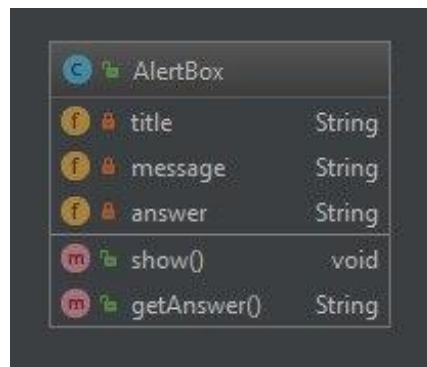 C AlertBox
f title String
f message String
f answer String
m show() void
m getAnswer() String